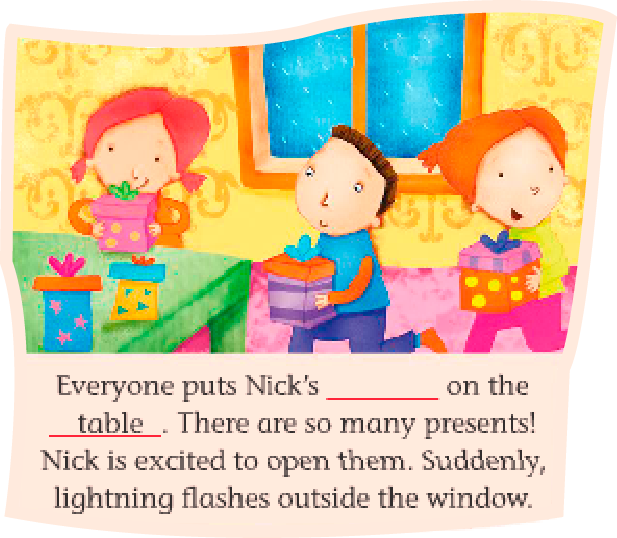 Everyone puts Nick's ________ on the
table. There are so many presents!
Nick is excited to open them. Suddenly,
lightning flashes outside the window.